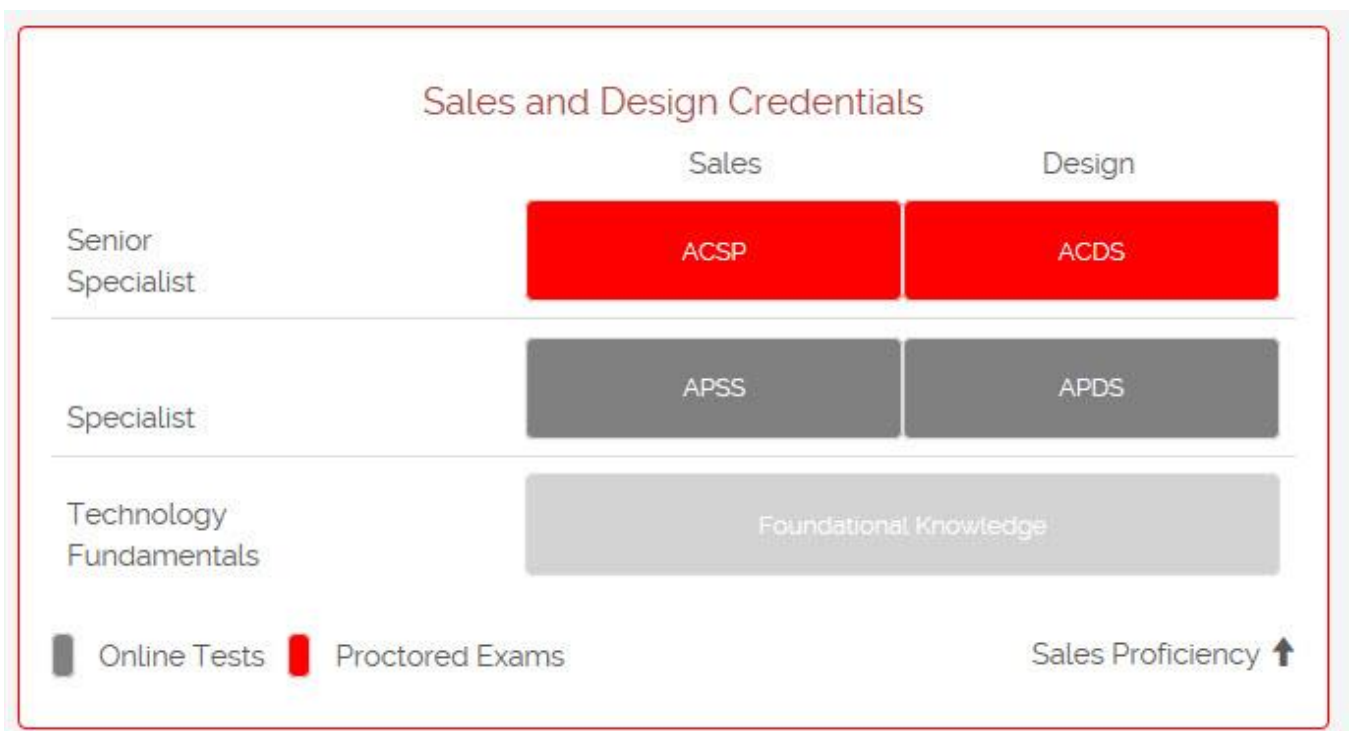 Sales and Design Credentials
Sales Design
Senior
Specialist
ACSP ACDS
Specialist
APSS APDS
Technology
Fundamentals
Foundational Knowledge
Online Tests Proctored Exams Sales Proficiency ↑